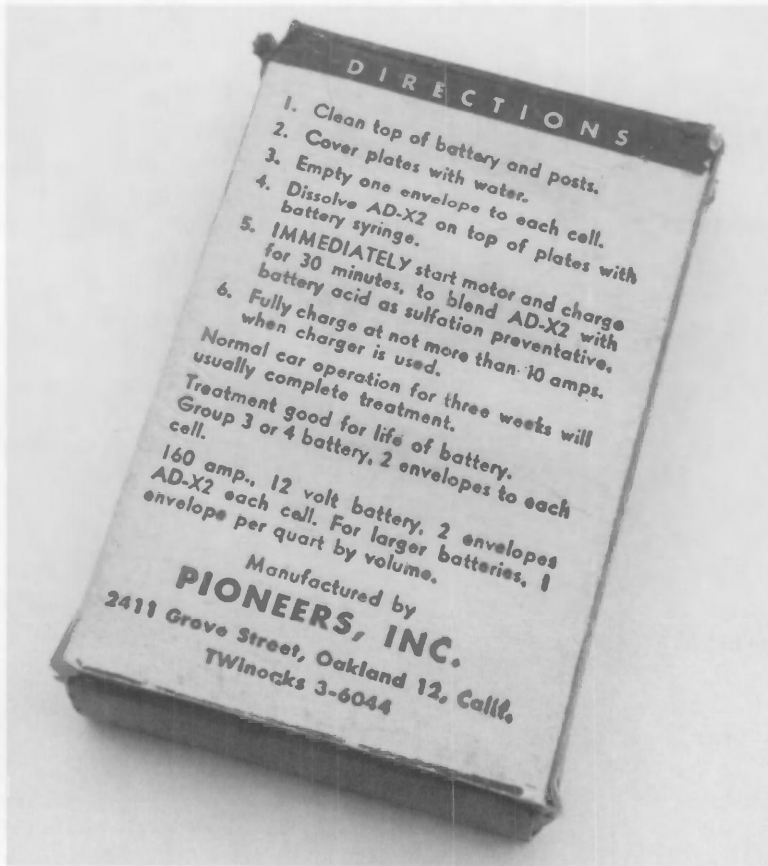 DIRECTIONS
1. Clean top of battery and posts.
2. Cover plates with water.
3. Empty one envelope to each cell.
4. Dissolve AD-X2 on top of plates with
battery syringe.
5. IMMEDIATELY start motor and charge
for 30 minutes, to blend AD-X2 with
battery acid as sulfation preventative.
6. Fully charge at not more than 10 amps.
when charger is used.
Normal car operation for three weeks will
usually complete treatment.
Treatment good for life of battery.
Group 3 or 4 battery, 2 envelopes to each
cell.
160 amp., 12 volt battery, 2 envelopes
AD-X2 each cell. For larger batteries, 1
envelope per quart by volume.
Manufactured by
PIONEERS, INC.
2411 Grove Street, Oakland 12, Calif.
TWinocks 3-6044